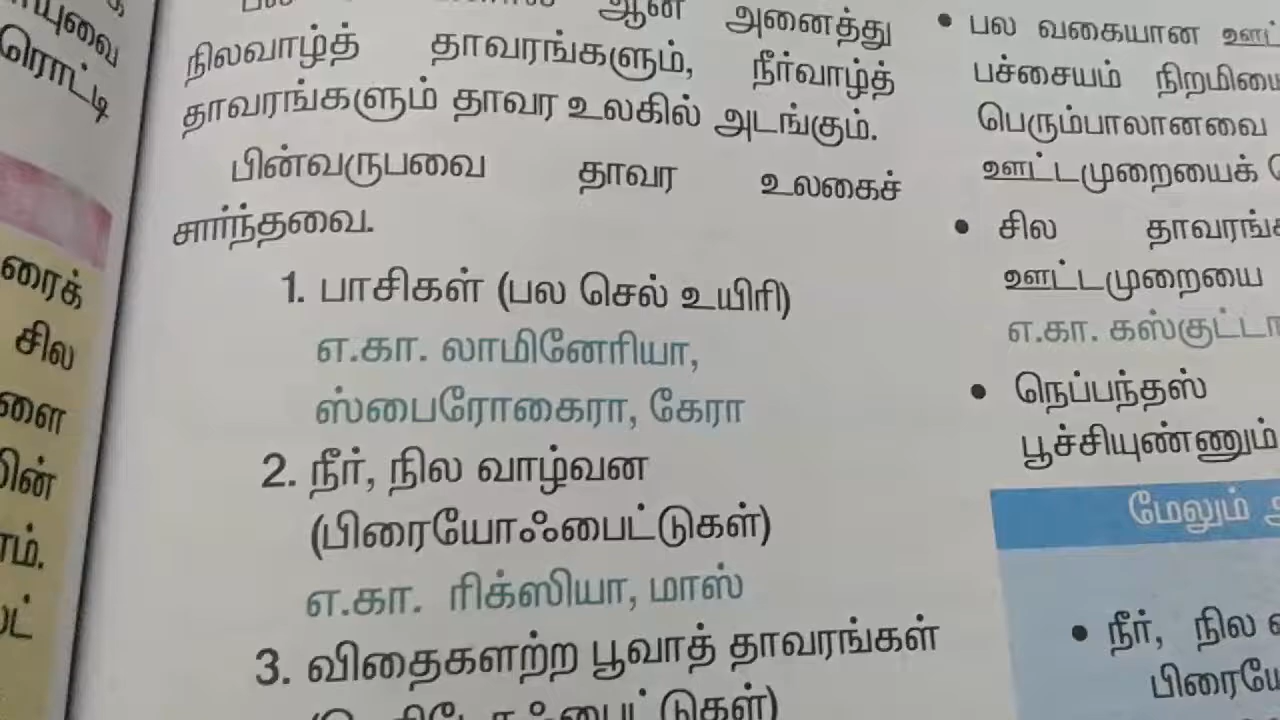 யுவை
ரொட்டி
ரைக்
சில
ளை
மின்
ரம்.
ஆன அனைத்து
நிலவாழ்த் தாவரங்களும், நீர்வாழ்த்
தாவரங்களும் தாவர உலகில் அடங்கும்.
பின்வருபவை தாவர உலகைச்
சார்ந்தவை.
1. பாசிகள் (பல செல் உயிரி)
எ.கா. லாமினேரியா,
ஸ்பைரோகைரா, கேரா
2. நீர், நில வாழ்வன
(பிரையோஃபைட்டுகள்)
எ.கா. ரிக்ஸியா, மாஸ்
3. விதைகளற்ற பூவாத் தாவரங்கள்
• பல வகையான ஊட்
பச்சையம் நிறமியை
பெரும்பாலானவை
ஊட்டமுறையைக்
• சில தாவரங்க
ஊட்டமுறையை
எ.கா. கஸ்குட்டா
• நெப்பந்தஸ்
பூச்சியுண்ணும்
மேலும்
• நீர், நில
பிரையே